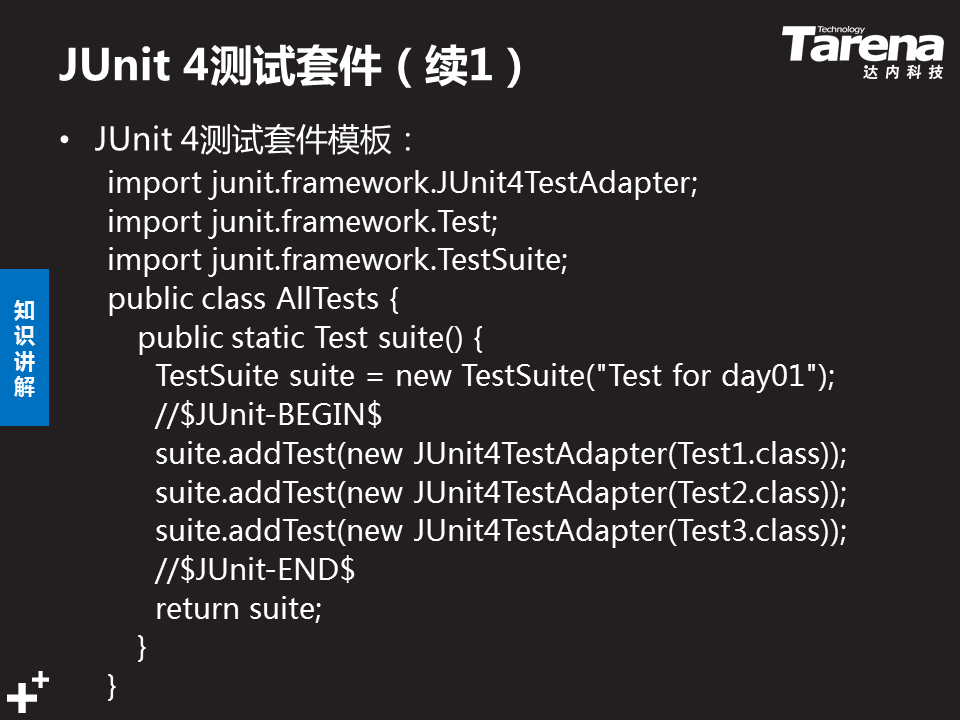 JUnit 4测试套件（续1）
Technology
Tarena
达内科技
• JUnit 4测试套件模板：
import junit.framework.JUnit4TestAdapter;
import junit.framework.Test;
import junit.framework.TestSuite;
public class AllTests {
public static Test suite() {
TestSuite suite = new TestSuite("Test for day01");
//$JUnit-BEGIN$
suite.addTest(new JUnit4TestAdapter(Test1.class));
suite.addTest(new JUnit4TestAdapter(Test2.class));
suite.addTest(new JUnit4TestAdapter(Test3.class));
//$JUnit-END$
return suite;
}
}
知
识
讲
解